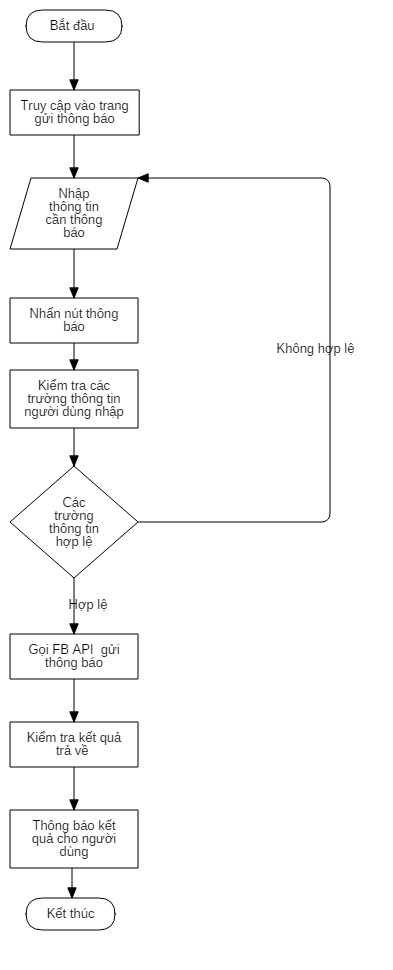 Bắt đầu
Truy cập vào trang
gửi thông báo
Nhập
thông tin
cần thông
báo
Nhấn nút thông
báo
Không hợp lệ
Kiểm tra các
trường thông tin
người dùng nhập
Các
trường
thông tin
hợp lệ
Hợp lệ
Gọi FB API  gửi
thông báo
Kiểm tra kết quả
trả về
Thông báo kết
quả cho người
dùng
Kết thúc